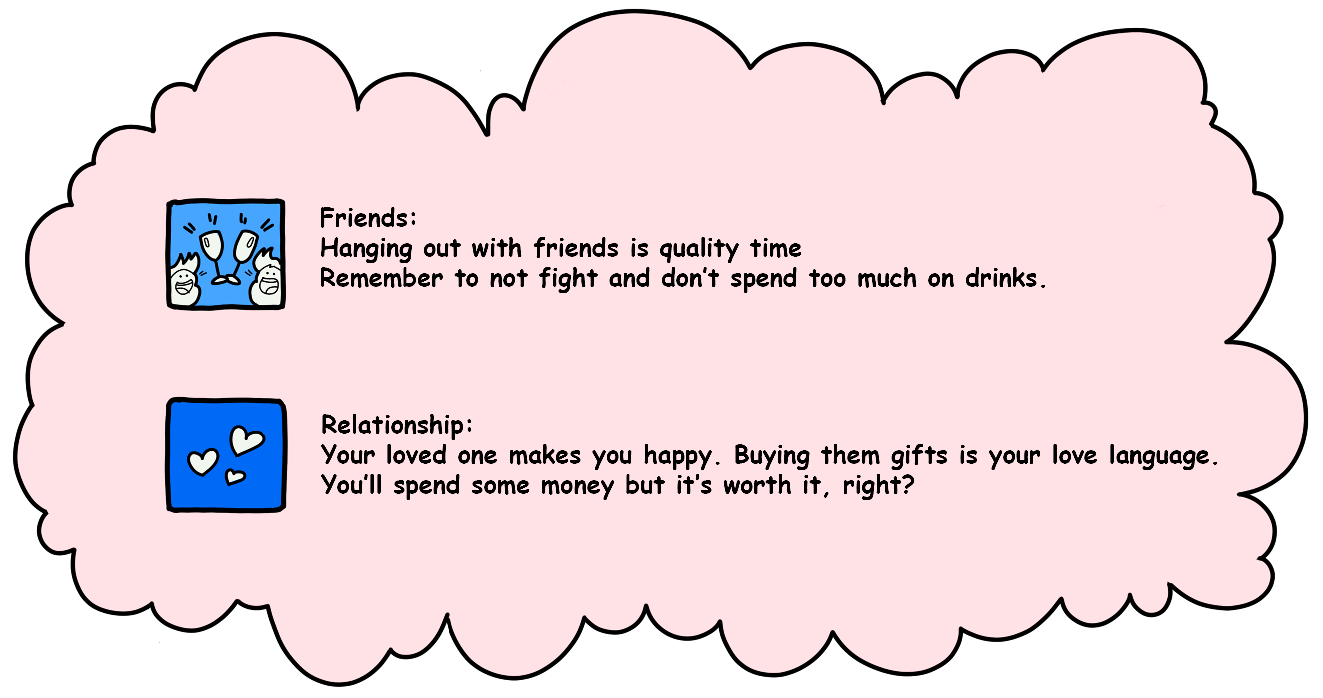 Friends:
Hanging out with friends is quality time
Remember to not fight and don't spend too much on drinks.
Relationship:
Your loved one makes you happy. Buying them gifts is your love language.
You'll spend some money but it's worth it, right?